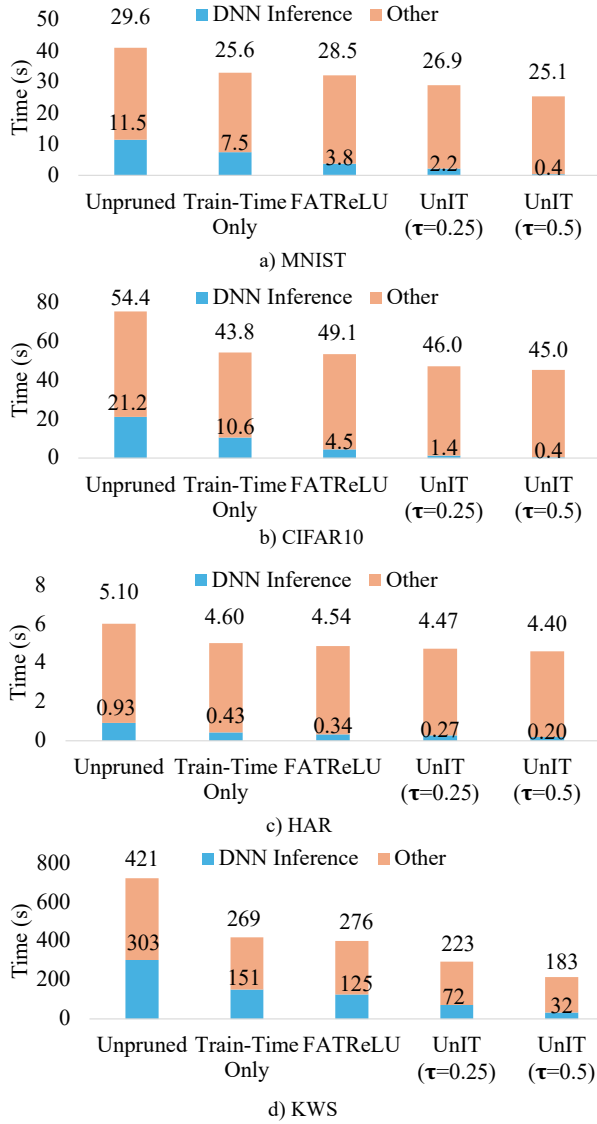 DNN Inference Other
50
40
30
20
10
0
Time (s)
29.6 25.6 28.5 26.9 25.1
11.5 7.5 3.8 2.2 0.4
Unpruned Train-Time FATReLU UnIT UnIT
Only (τ=0.25) (τ=0.5)
a) MNIST
DNN Inference Other
80
60
40
20
0
Time (s)
54.4 43.8 49.1 46.0 45.0
21.2 10.6 4.5 1.4 0.4
Unpruned Train-Time FATReLU UnIT UnIT
Only (τ=0.25) (τ=0.5)
b) CIFAR10
DNN Inference Other
8
6
4
2
0
Time (s)
5.10 4.60 4.54 4.47 4.40
0.93 0.43 0.34 0.27 0.20
Unpruned Train-Time FATReLU UnIT UnIT
Only (τ=0.25) (τ=0.5)
c) HAR
DNN Inference Other
800
600
400
200
0
Time (s)
421 269 276 223 183
303 151 125 72 32
Unpruned Train-Time FATReLU UnIT UnIT
Only (τ=0.25) (τ=0.5)
d) KWS